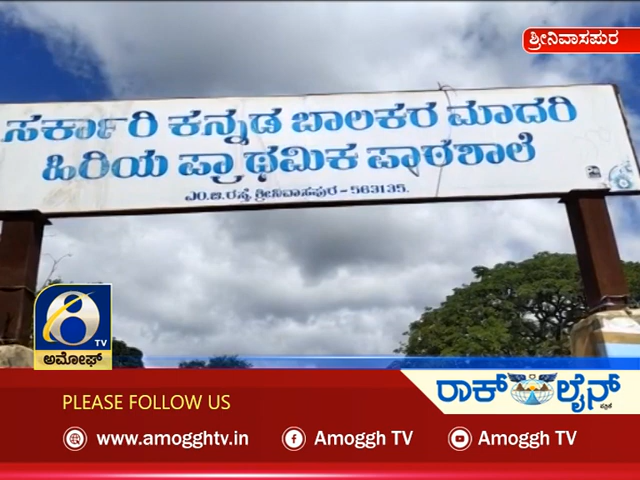 ಶ್ರೀನಿವಾಸಪುರ
ಸರ್ಕಾರಿ ಕನ್ನಡ ಬಾಲಕರ ಮಾದರಿ
ಹಿರಿಯ ಪ್ರಾಥಮಿಕ ಪಾಠಶಾಲೆ
ಎಂ.ಜಿ.ರಸ್ತೆ, ಶ್ರೀನಿವಾಸಪುರ - 563135.
TV
ಅಮೋಘ್
ರಾಕ್ ಲೈನ್
PLEASE FOLLOW US
www.amogghtv.in
Amoggh TV
Amoggh TV